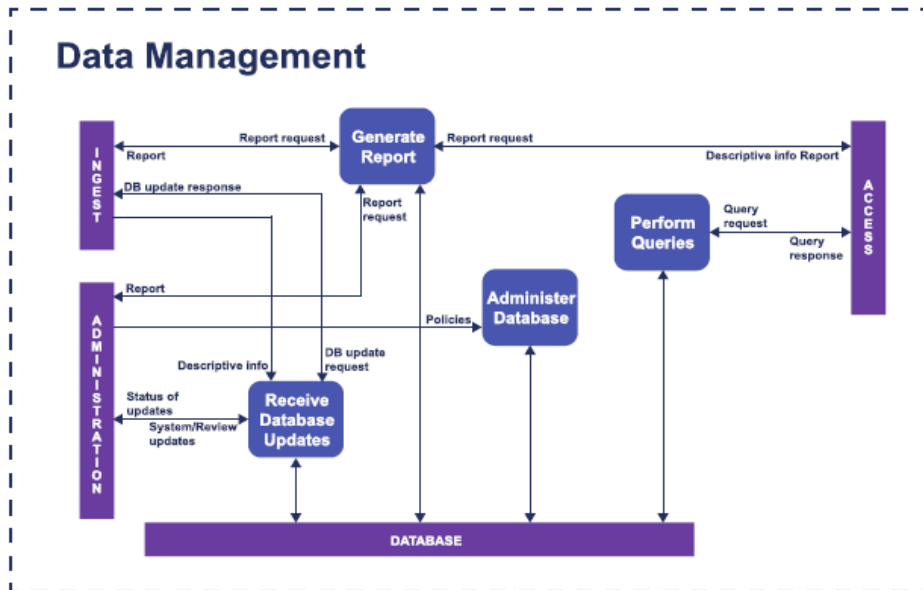 Data Management
Generate
Report
Report request
Report
Report request
Descriptive info Report
INGEST
ACCESS
DB update response
Report
request
Perform
Queries
Query
request
Query
response
Administer
Database
Report
Policies
ADMINISTRATION
Descriptive info
DB update
request
Receive
Database
Updates
Status of
updates
System/Review
updates
DATABASE